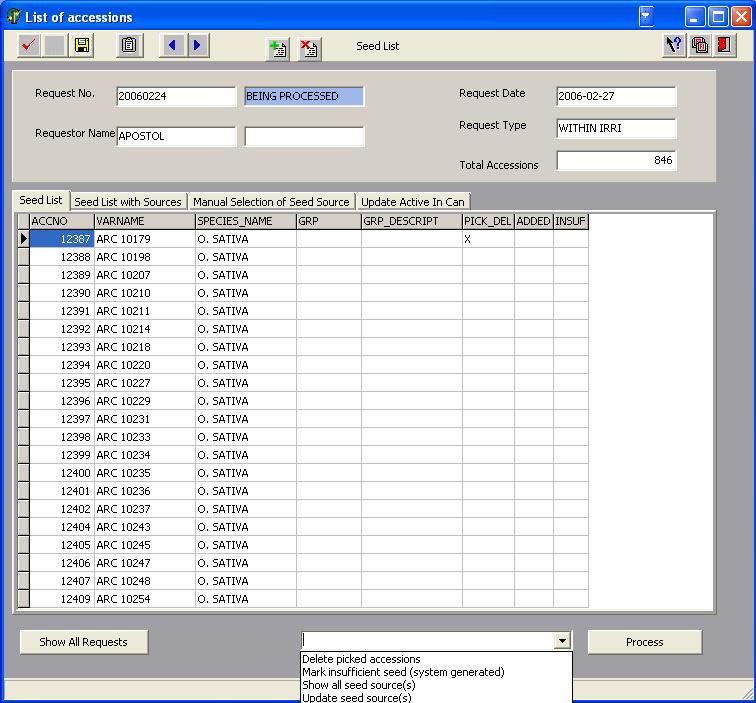 List of accessions
Seed List
Request No. 20060224 BEING PROCESSED Request Date 2006-02-27
Requestor Name APOSTOL Request Type WITHIN IRRI
Total Accessions 846
Seed List Seed List with Sources Manual Selection of Seed Source Update Active In Can
ACCNO VARNAME SPECIES_NAME GRP GRP_DESCRIPT PICK_DEL ADDED INSUF
12387 ARC 10179 O. SATIVA X
12388 ARC 10198 O. SATIVA
12389 ARC 10207 O. SATIVA
12390 ARC 10210 O. SATIVA
12391 ARC 10211 O. SATIVA
12392 ARC 10214 O. SATIVA
12393 ARC 10218 O. SATIVA
12394 ARC 10220 O. SATIVA
12395 ARC 10227 O. SATIVA
12396 ARC 10229 O. SATIVA
12397 ARC 10231 O. SATIVA
12398 ARC 10233 O. SATIVA
12399 ARC 10234 O. SATIVA
12400 ARC 10235 O. SATIVA
12401 ARC 10236 O. SATIVA
12402 ARC 10237 O. SATIVA
12404 ARC 10243 O. SATIVA
12405 ARC 10245 O. SATIVA
12406 ARC 10247 O. SATIVA
12407 ARC 10248 O. SATIVA
12409 ARC 10254 O. SATIVA
Show All Requests Process
Delete picked accessions
Mark insufficient seed (system generated)
Show all seed source(s)
Update seed source(s)